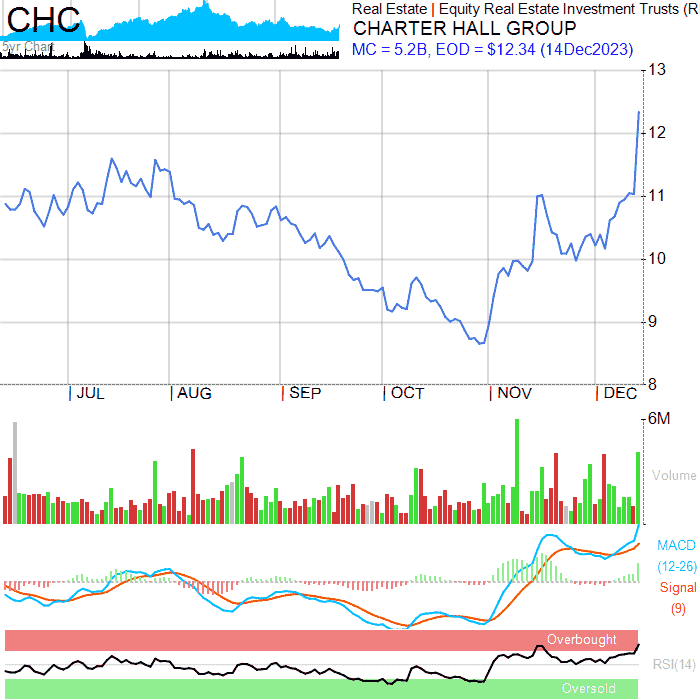 CHC
5yr Chart
Real Estate | Equity Real Estate Investment Trusts (R
CHARTER HALL GROUP
MC = 5.2B, EOD = $12.34 (14Dec2023)
13
12
11
10
9
8
| JUL | AUG | SEP | OCT | NOV | DEC
6M
Volume
MACD
(12-26)
Signal
(9)
Overbought
RSI(14)
Oversold